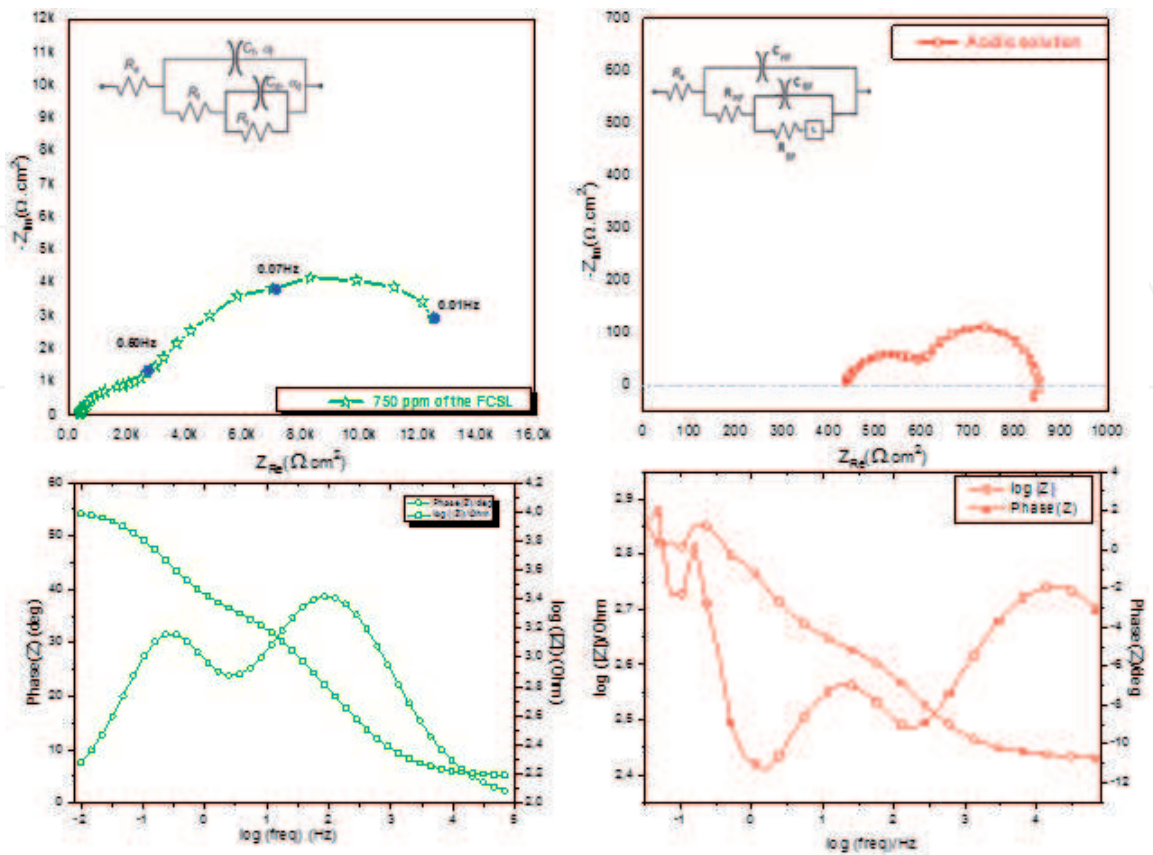 12k
11k
10k
9k
8k
7k
6k
5k
4k
3k
2k
1k
0
-Z_Im(Ω.cm²)
C_f, α_f
R_e
R_f
0.07Hz
0.01Hz
0.50Hz
750 ppm of the FCSL
0.0 2.0k 4.0k 6.0k 8.0k 10.0k 12.0k 14.0k 16.0k
Z_Re(Ω.cm²)
700
600
500
400
300
200
100
0
-Z_Im(Ω.cm²)
Acidic solution
C_HF
C_BF
R_e
R_HF
L
R_BF
0 100 200 300 400 500 600 700 800 900 1000
Z_Re(Ω.cm²)
60
50
40
30
20
10
0
Phase(Z) (deg)
Phase(Z)/deg
log (|Z|)/Ohm
4.2
4.0
3.8
3.6
3.4
3.2
3.0
2.8
2.6
2.4
2.2
2.0
log (|Z|)(Ohm)
-1 0 1 2 3 4 5
log (freq) (Hz)
2.9
2.8
2.7
2.6
2.5
2.4
log (|Z|)/Ohm
log |Z|
Phase (Z)
4
2
0
-2
-4
-6
-8
-10
-12
Phase(Z)/deg
-1 0 1 2 3 4
log (freq)/Hz